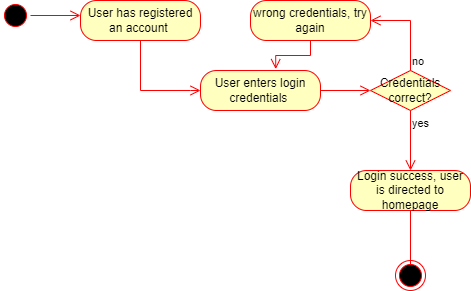 User has registered
an account
wrong credentials, try
again
User enters login
credentials
no
Credentials
correct?
yes
Login success, user
is directed to
homepage